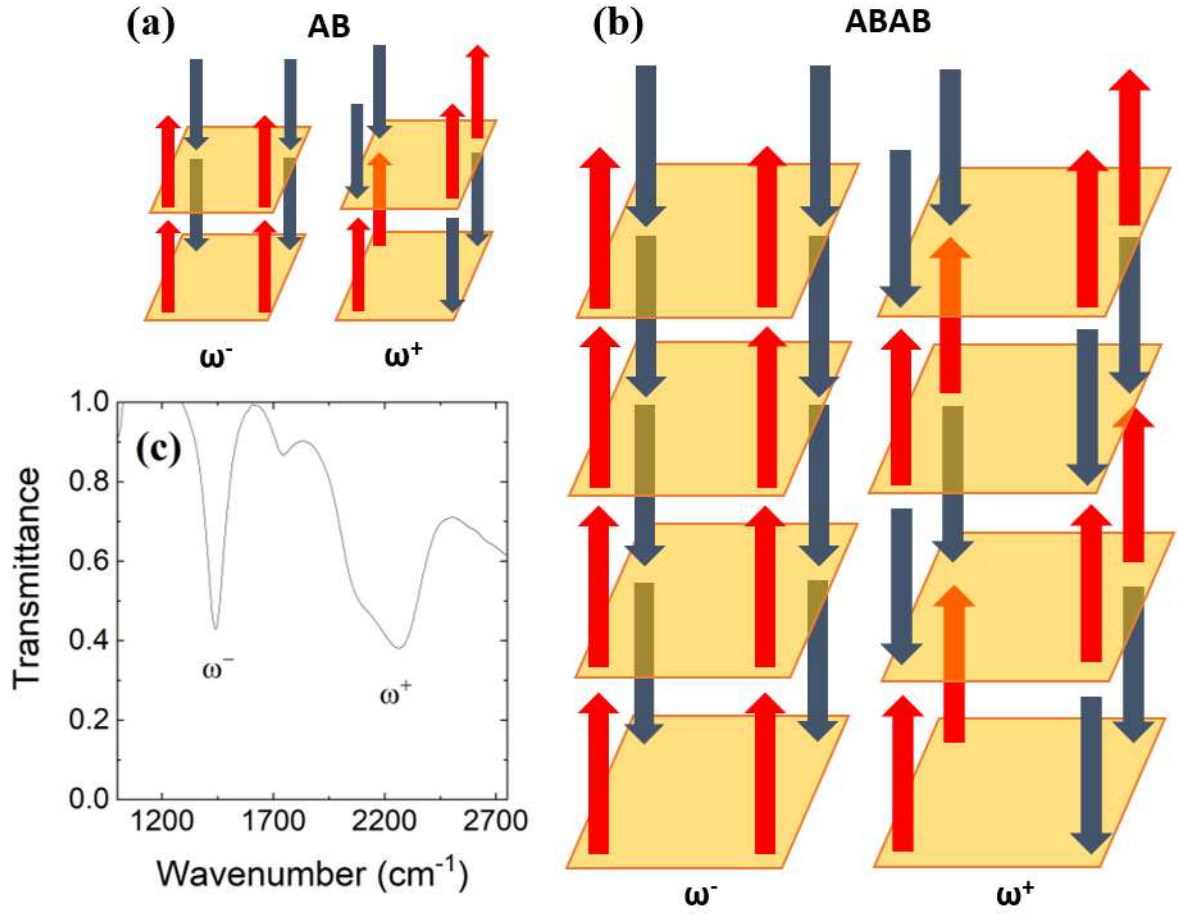 (a)
AB
ω⁻
ω⁺
(b)
ABAB
ω⁻
ω⁺
(c)
1.0
0.8
0.6
0.4
0.2
0.0
Transmittance
ω⁻
ω⁺
1200 1700 2200 2700
Wavenumber (cm⁻¹)